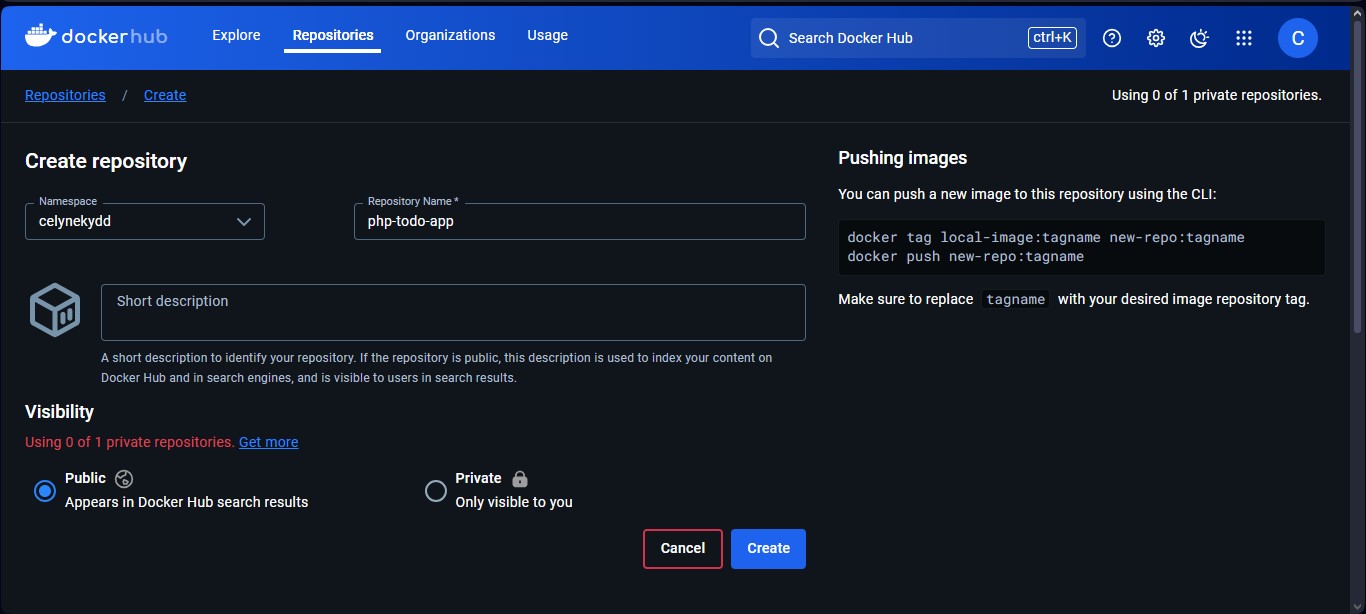 dockerhub Explore Repositories Organizations Usage Search Docker Hub ctrl+K C
Repositories / Create Using 0 of 1 private repositories.
Create repository
Namespace
celynekydd
Repository Name *
php-todo-app
Short description
A short description to identify your repository. If the repository is public, this description is used to index your content on
Docker Hub and in search engines, and is visible to users in search results.
Visibility
Using 0 of 1 private repositories. Get more
Public
Appears in Docker Hub search results
Private
Only visible to you
Cancel Create
Pushing images
You can push a new image to this repository using the CLI:
docker tag local-image:tagname new-repo:tagname
docker push new-repo:tagname
Make sure to replace tagname with your desired image repository tag.